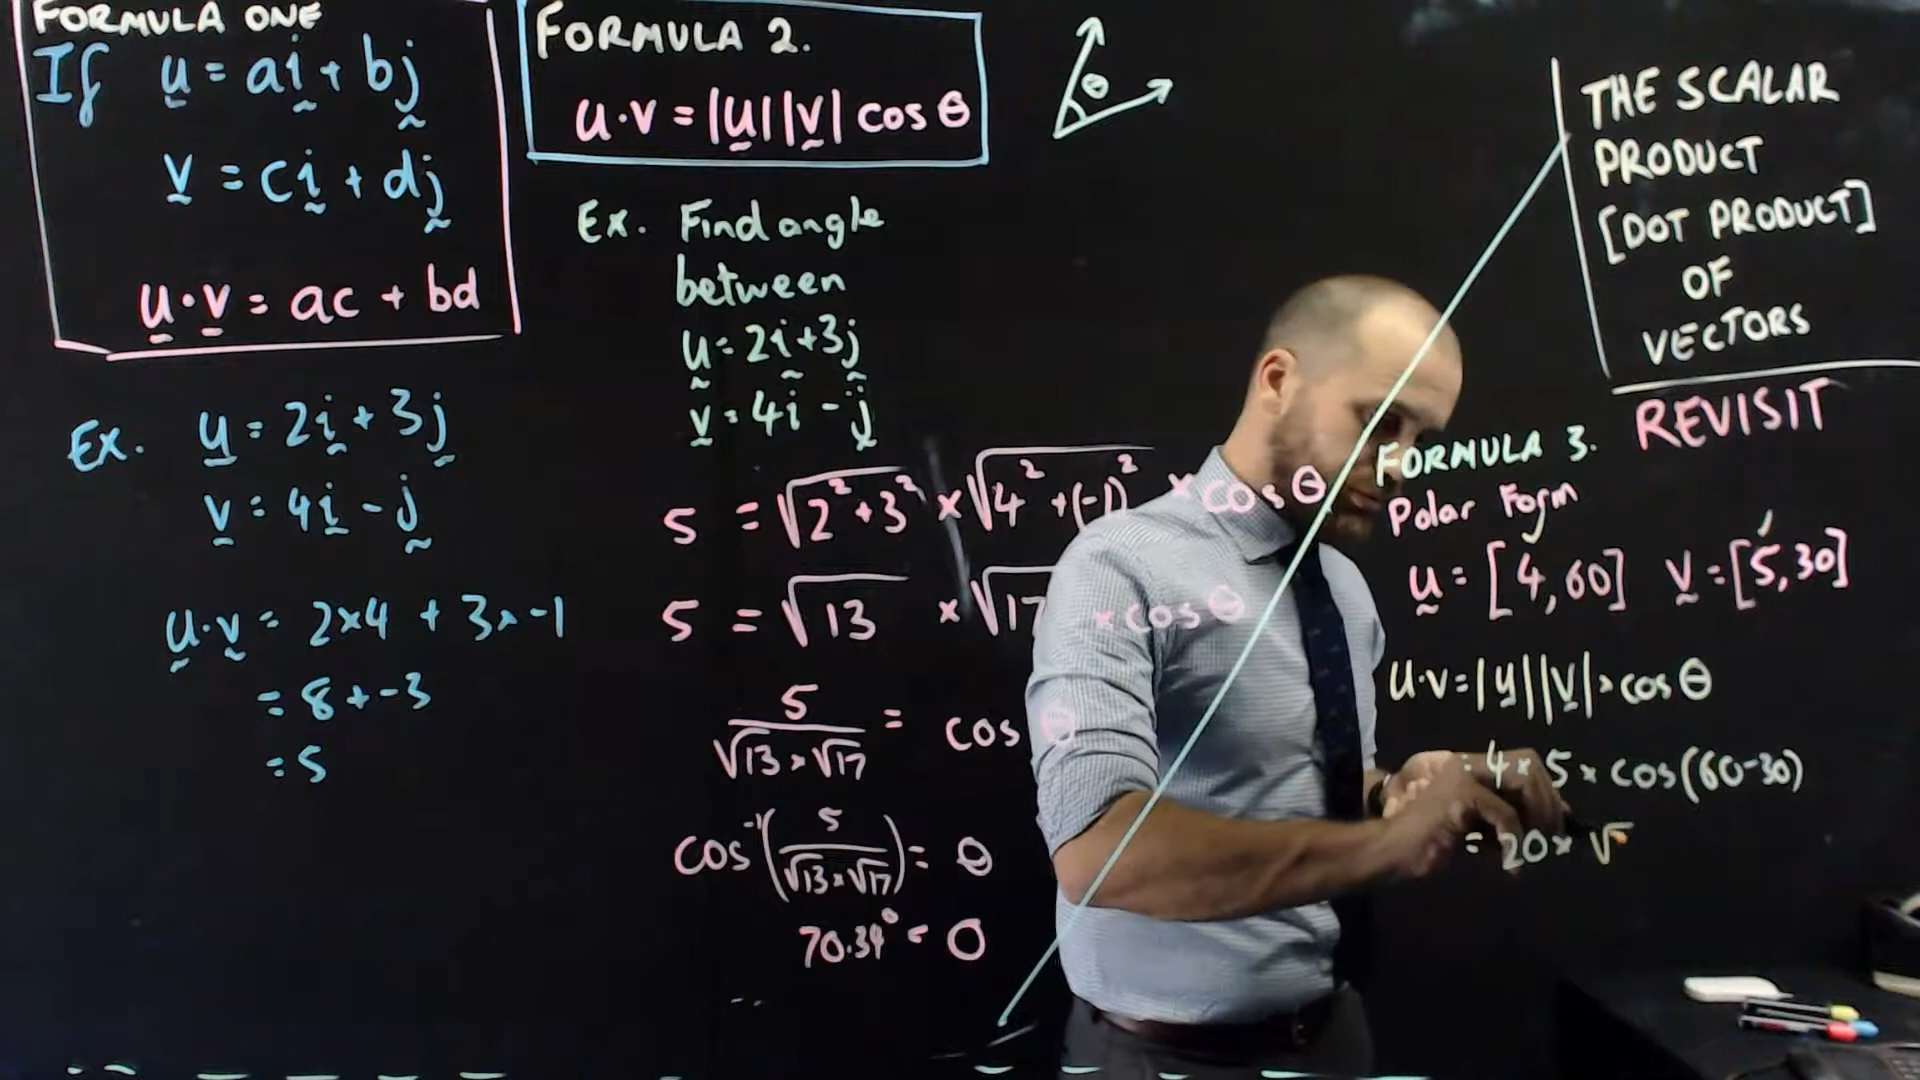 FORMULA ONE
If u = ai + bj
v = ci + dj
u·v = ac + bd
Ex. u = 2i + 3j
v = 4i - j
u·v = 2×4 + 3×-1
= 8 + -3
= 5
FORMULA 2.
u·v = |u||v| cos θ
θ
Ex. Find angle
between
u = 2i + 3j
v = 4i - j
5 = √2² + 3² × √4² + (-1)² × cos θ
5 = √13 × √17 × cos θ
5/√13 × √17 = cos θ
cos⁻¹(5/√13 × √17) = θ
70.34° = θ
THE SCALAR
PRODUCT
[DOT PRODUCT]
OF
VECTORS
REVISIT
FORMULA 3.
Polar Form
u = [4, 60] v = [5, 30]
u·v = |u||v| × cos θ
= 4 × 5 × cos(60-30)
= 20 × √